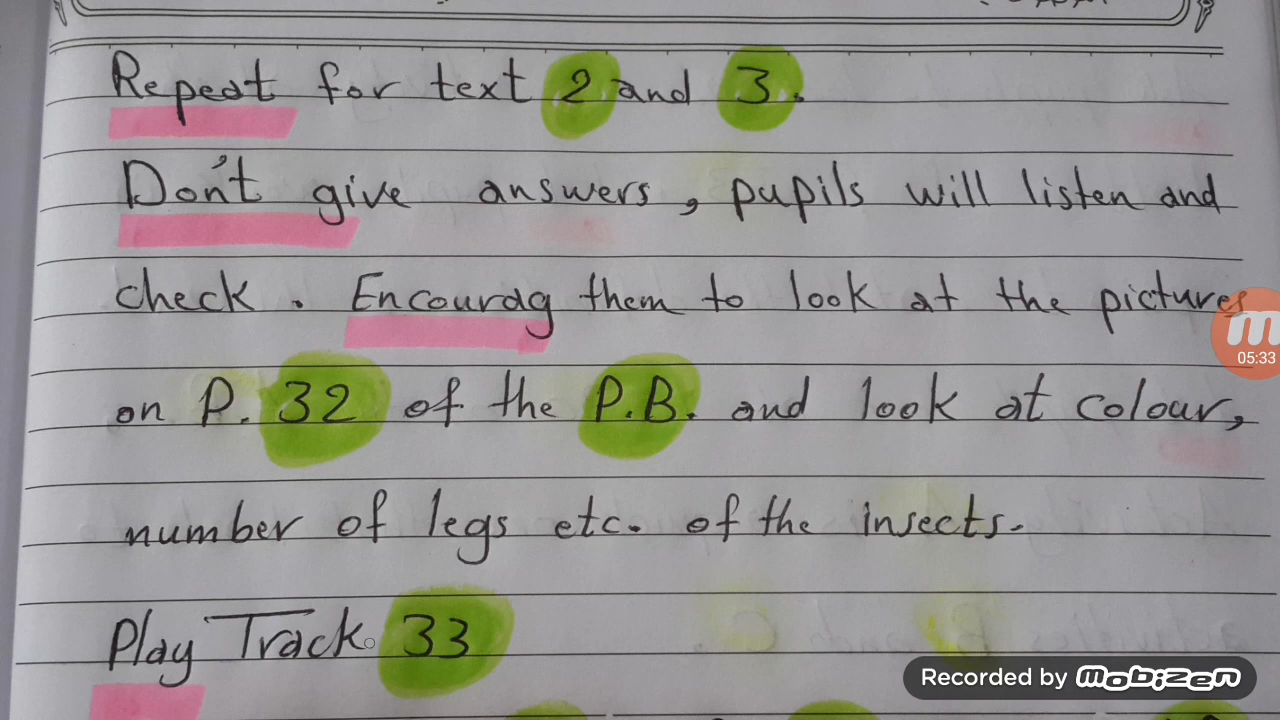 Repeat for text 2 and 3.
Don't give answers, pupils will listen and
check. Encourag them to look at the pictures
on P. 32 of the P.B. and look at colour,
number of legs etc. of the insects.
Play Track 33
05:33
Recorded by mobizen